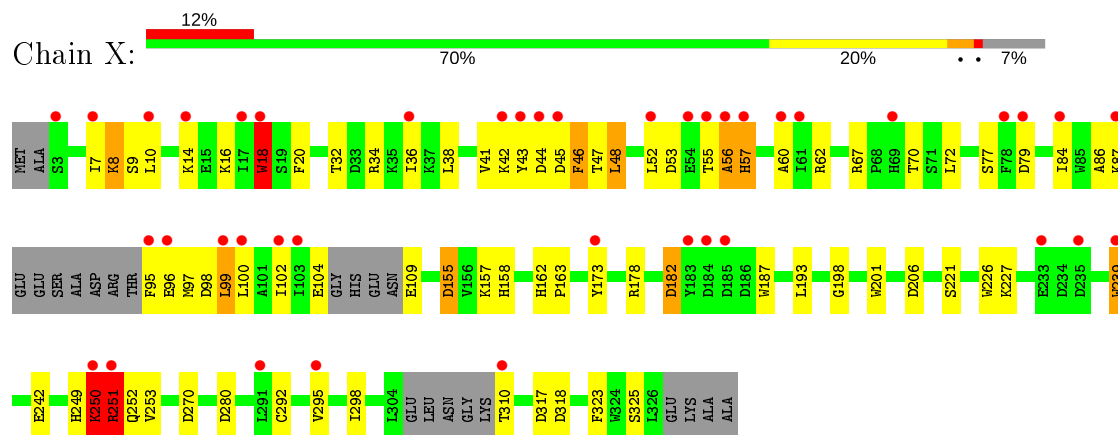 12%
Chain X:
70% 20% • • 7%
MET ALA S3 I7 K8 S9 L10 K14 E15 K16 I17 W18 S19 F20 T32 D33 R34 K35 I36 K37 L38 V41 K42 Y43 D44 D45 F46 T47 L48 L52 D53 E54 T55 A56 H57 A60 I61 R62 R67 P68 H69 T70 S71 L72 S77 F78 D79 I84 W85 A86 K87
GLU GLU SER ALA ASP ARG THR F95 E96 M97 D98 L99 L100 A101 I102 I103 E104 GLY HIS GLU ASN E109 D155 V156 K157 H158 H162 P163 Y173 R178 D182 Y183 D184 D185 D186 W187 L193 G198 W201 D206 S221 W226 K227 E233 D234 D235 W239
E242 H249 K250 R251 Q252 V253 D270 D280 L291 C292 V295 I298 L304 GLU LEU ASN GLY LYS T310 D317 D318 F323 W324 S325 L326 GLU LYS ALA ALA